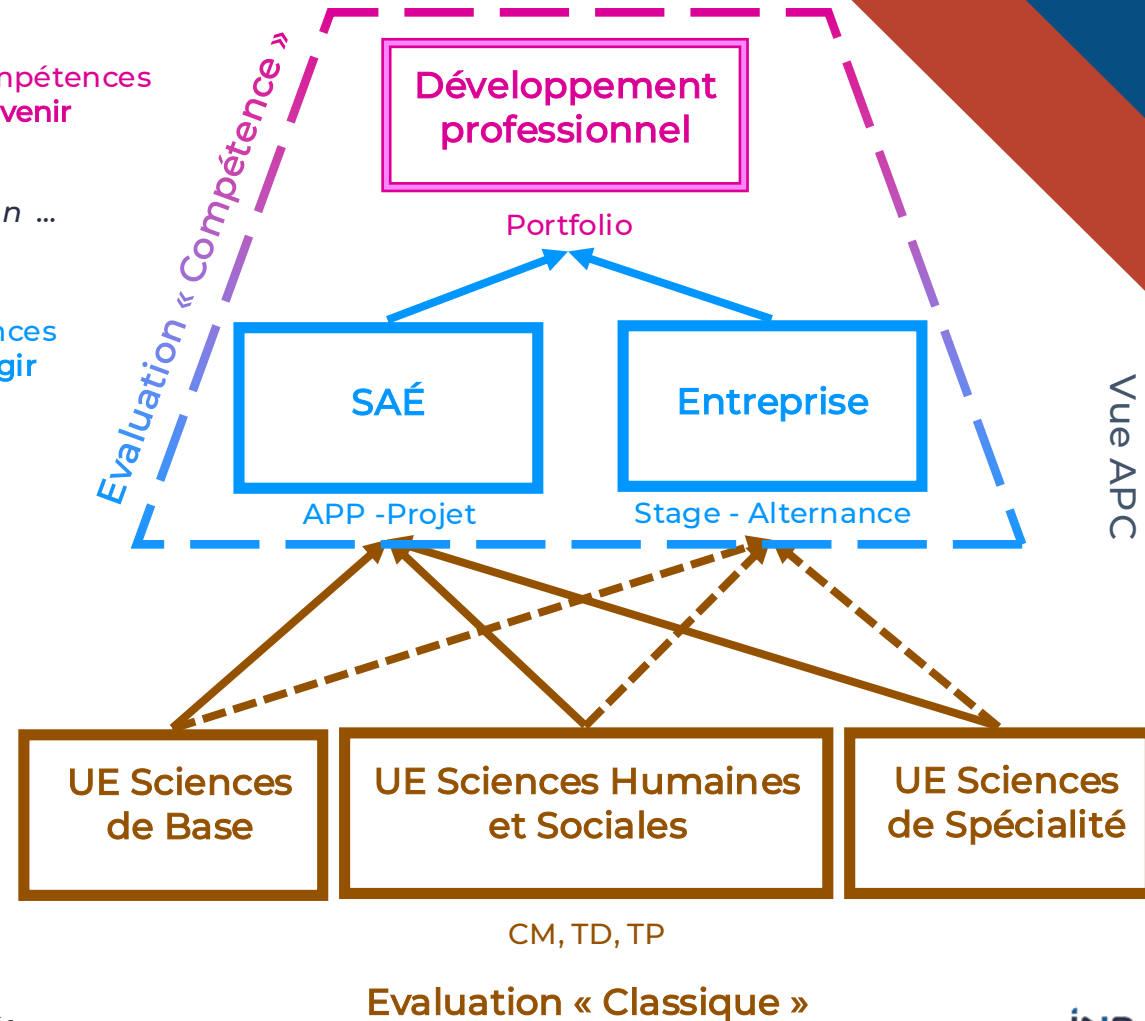 Développement
professionnel
venir
Evaluation « Compétence »
Portfolio
n ...
SAÉ
Entreprise
Vue APC
APP -Projet
Stage - Alternance
UE Sciences
de Base
UE Sciences Humaines
et Sociales
UE Sciences
de Spécialité
CM, TD, TP
Evaluation « Classique »